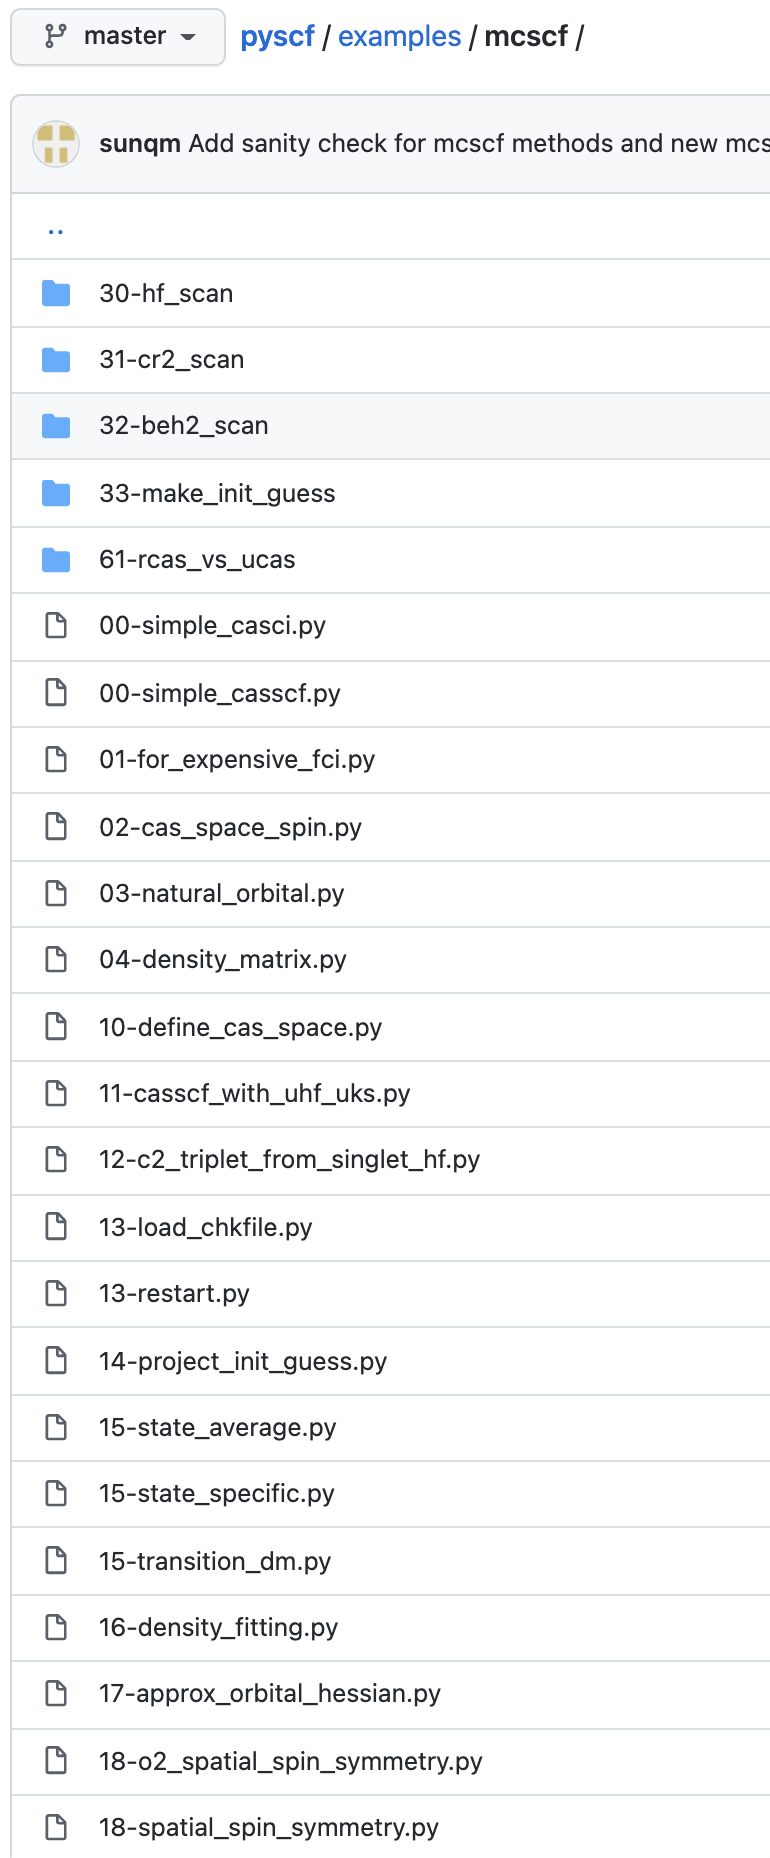 master pyscf / examples / mcscf /
sunqm Add sanity check for mcscf methods and new mcs
..
30-hf_scan
31-cr2_scan
32-beh2_scan
33-make_init_guess
61-rcas_vs_ucas
00-simple_casci.py
00-simple_casscf.py
01-for_expensive_fci.py
02-cas_space_spin.py
03-natural_orbital.py
04-density_matrix.py
10-define_cas_space.py
11-casscf_with_uhf_uks.py
12-c2_triplet_from_singlet_hf.py
13-load_chkfile.py
13-restart.py
14-project_init_guess.py
15-state_average.py
15-state_specific.py
15-transition_dm.py
16-density_fitting.py
17-approx_orbital_hessian.py
18-o2_spatial_spin_symmetry.py
18-spatial_spin_symmetry.py